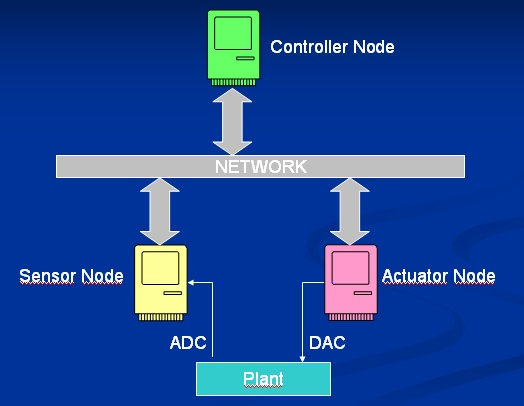 Controller Node
NETWORK
Sensor Node
Actuator Node
ADC
DAC
Plant